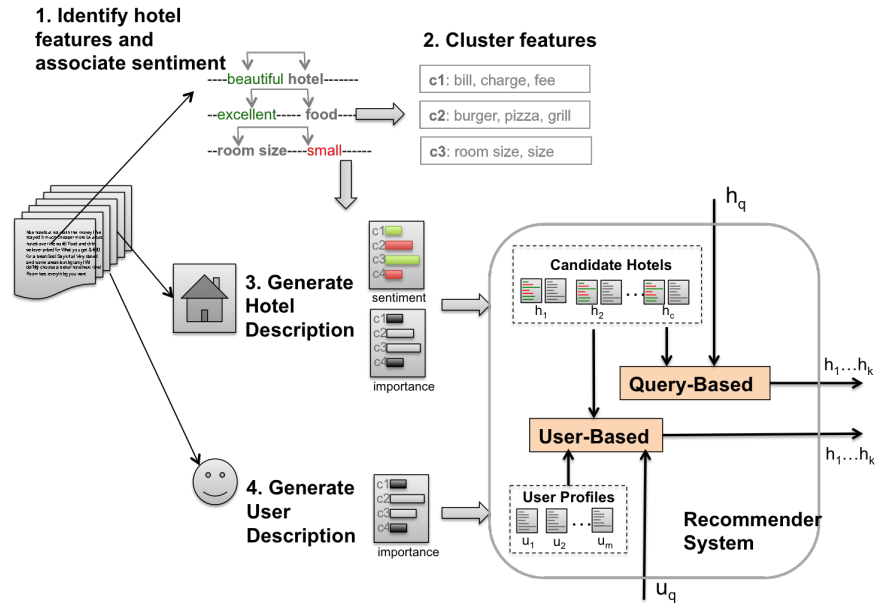 1. Identify hotel
features and
associate sentiment
----beautiful hotel-------
--excellent----- food----
--room size----small------
2. Cluster features
c1: bill, charge, fee
c2: burger, pizza, grill
c3: room size, size
3. Generate
Hotel
Description
c1
c2
c3
c4
sentiment
c1
c2
c3
c4
importance
4. Generate
User
Description
c1
c2
c3
c4
importance
h_q
Candidate Hotels
...
h_1 h_2 h_c
Query-Based
h_1...h_k
User-Based
h_1...h_k
User Profiles
...
u_1 u_2 u_m
Recommender
System
u_q